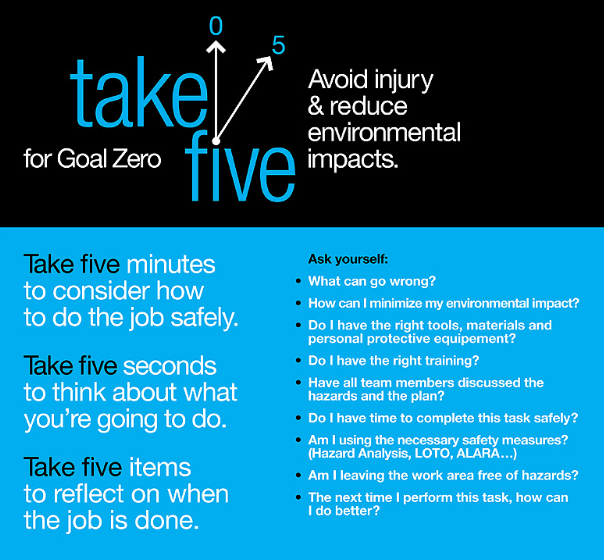 0
5
take
five
for Goal Zero
Avoid injury
& reduce
environmental
impacts.
Take five minutes
to consider how
to do the job safely.
Take five seconds
to think about what
you're going to do.
Take five items
to reflect on when
the job is done.
Ask yourself:
• What can go wrong?
• How can I minimize my environmental impact?
• Do I have the right tools, materials and
personal protective equipement?
• Do I have the right training?
• Have all team members discussed the
hazards and the plan?
• Do I have time to complete this task safely?
• Am I using the necessary safety measures?
(Hazard Analysis, LOTO, ALARA...)
• Am I leaving the work area free of hazards?
• The next time I perform this task, how can
I do better?